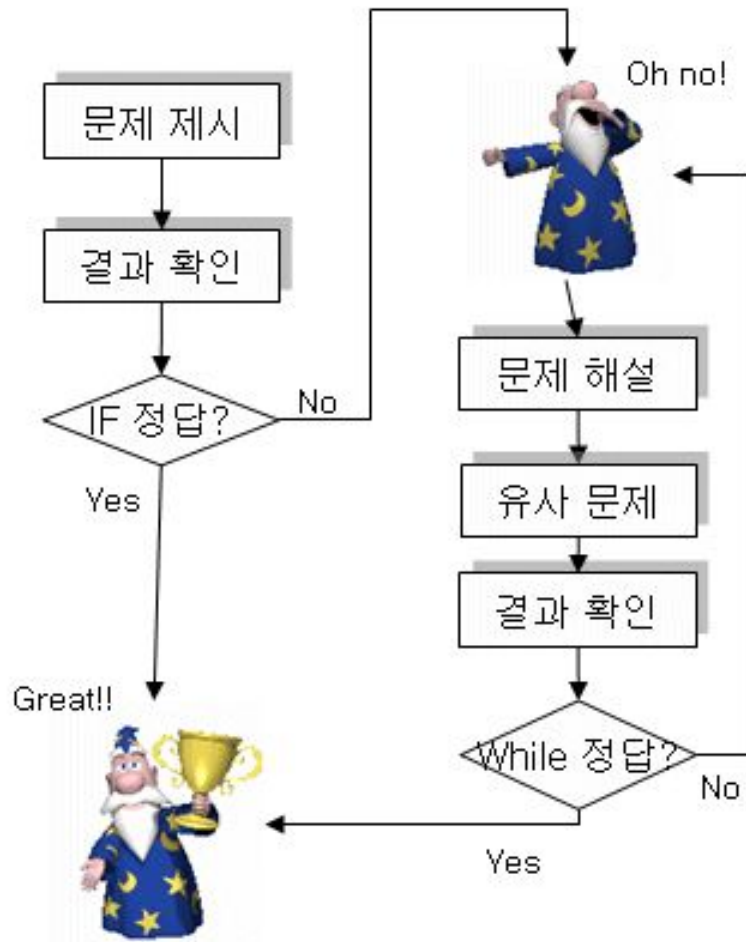 문제 제시
결과 확인
IF 정답?
No
Yes
Great!!
Oh no!
문제 해설
유사 문제
결과 확인
While 정답?
No
Yes